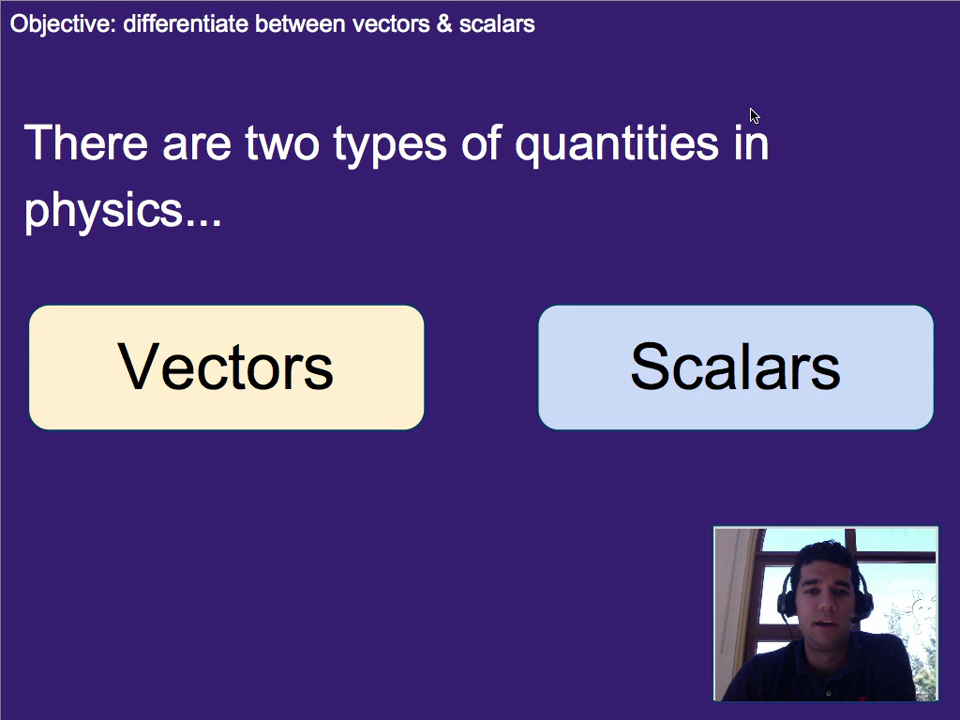 Objective: differentiate between vectors & scalars
There are two types of quantities in
physics...
Vectors
Scalars